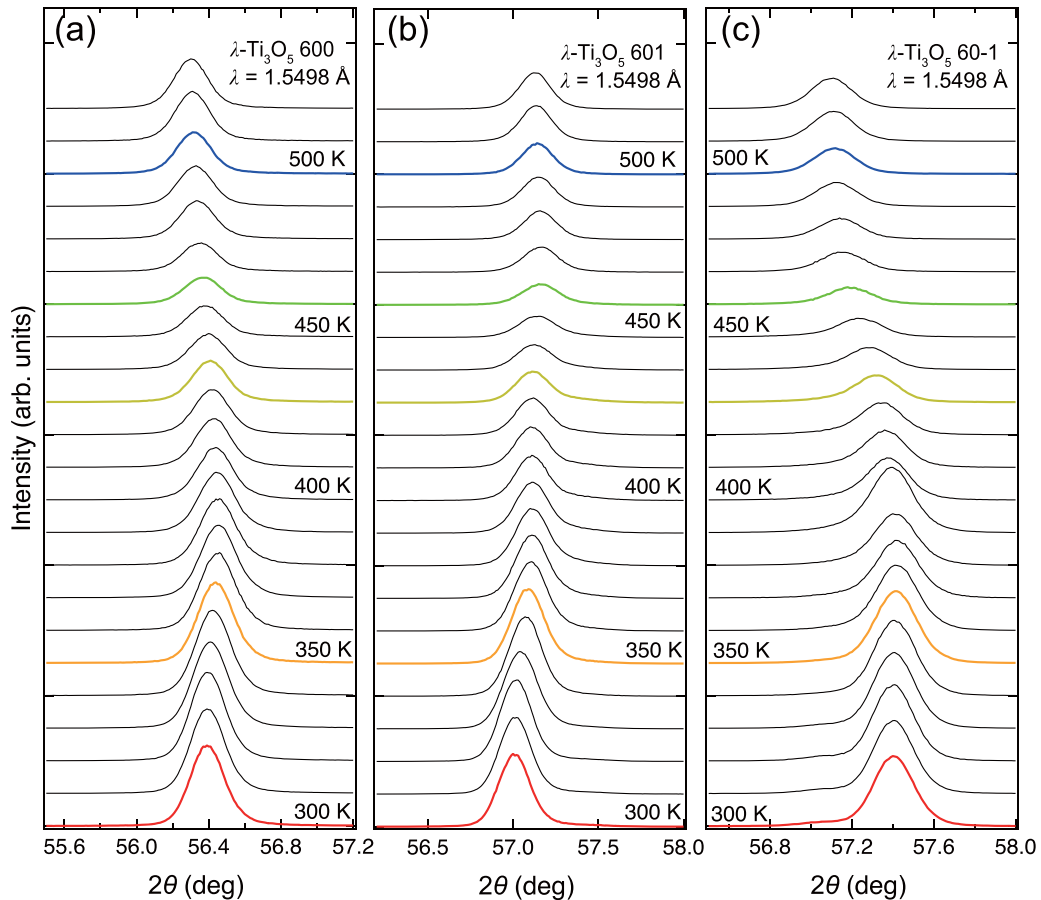 (a)
λ-Ti₃O₅ 600
λ = 1.5498 Å
500 K
450 K
400 K
350 K
300 K
55.6 56.0 56.4 56.8 57.2
2θ (deg)
(b)
λ-Ti₃O₅ 601
λ = 1.5498 Å
500 K
450 K
400 K
350 K
300 K
56.5 57.0 57.5 58.0
2θ (deg)
(c)
λ-Ti₃O₅ 60-1
λ = 1.5498 Å
500 K
450 K
400 K
350 K
300 K
56.8 57.2 57.6 58.0
2θ (deg)
Intensity (arb. units)